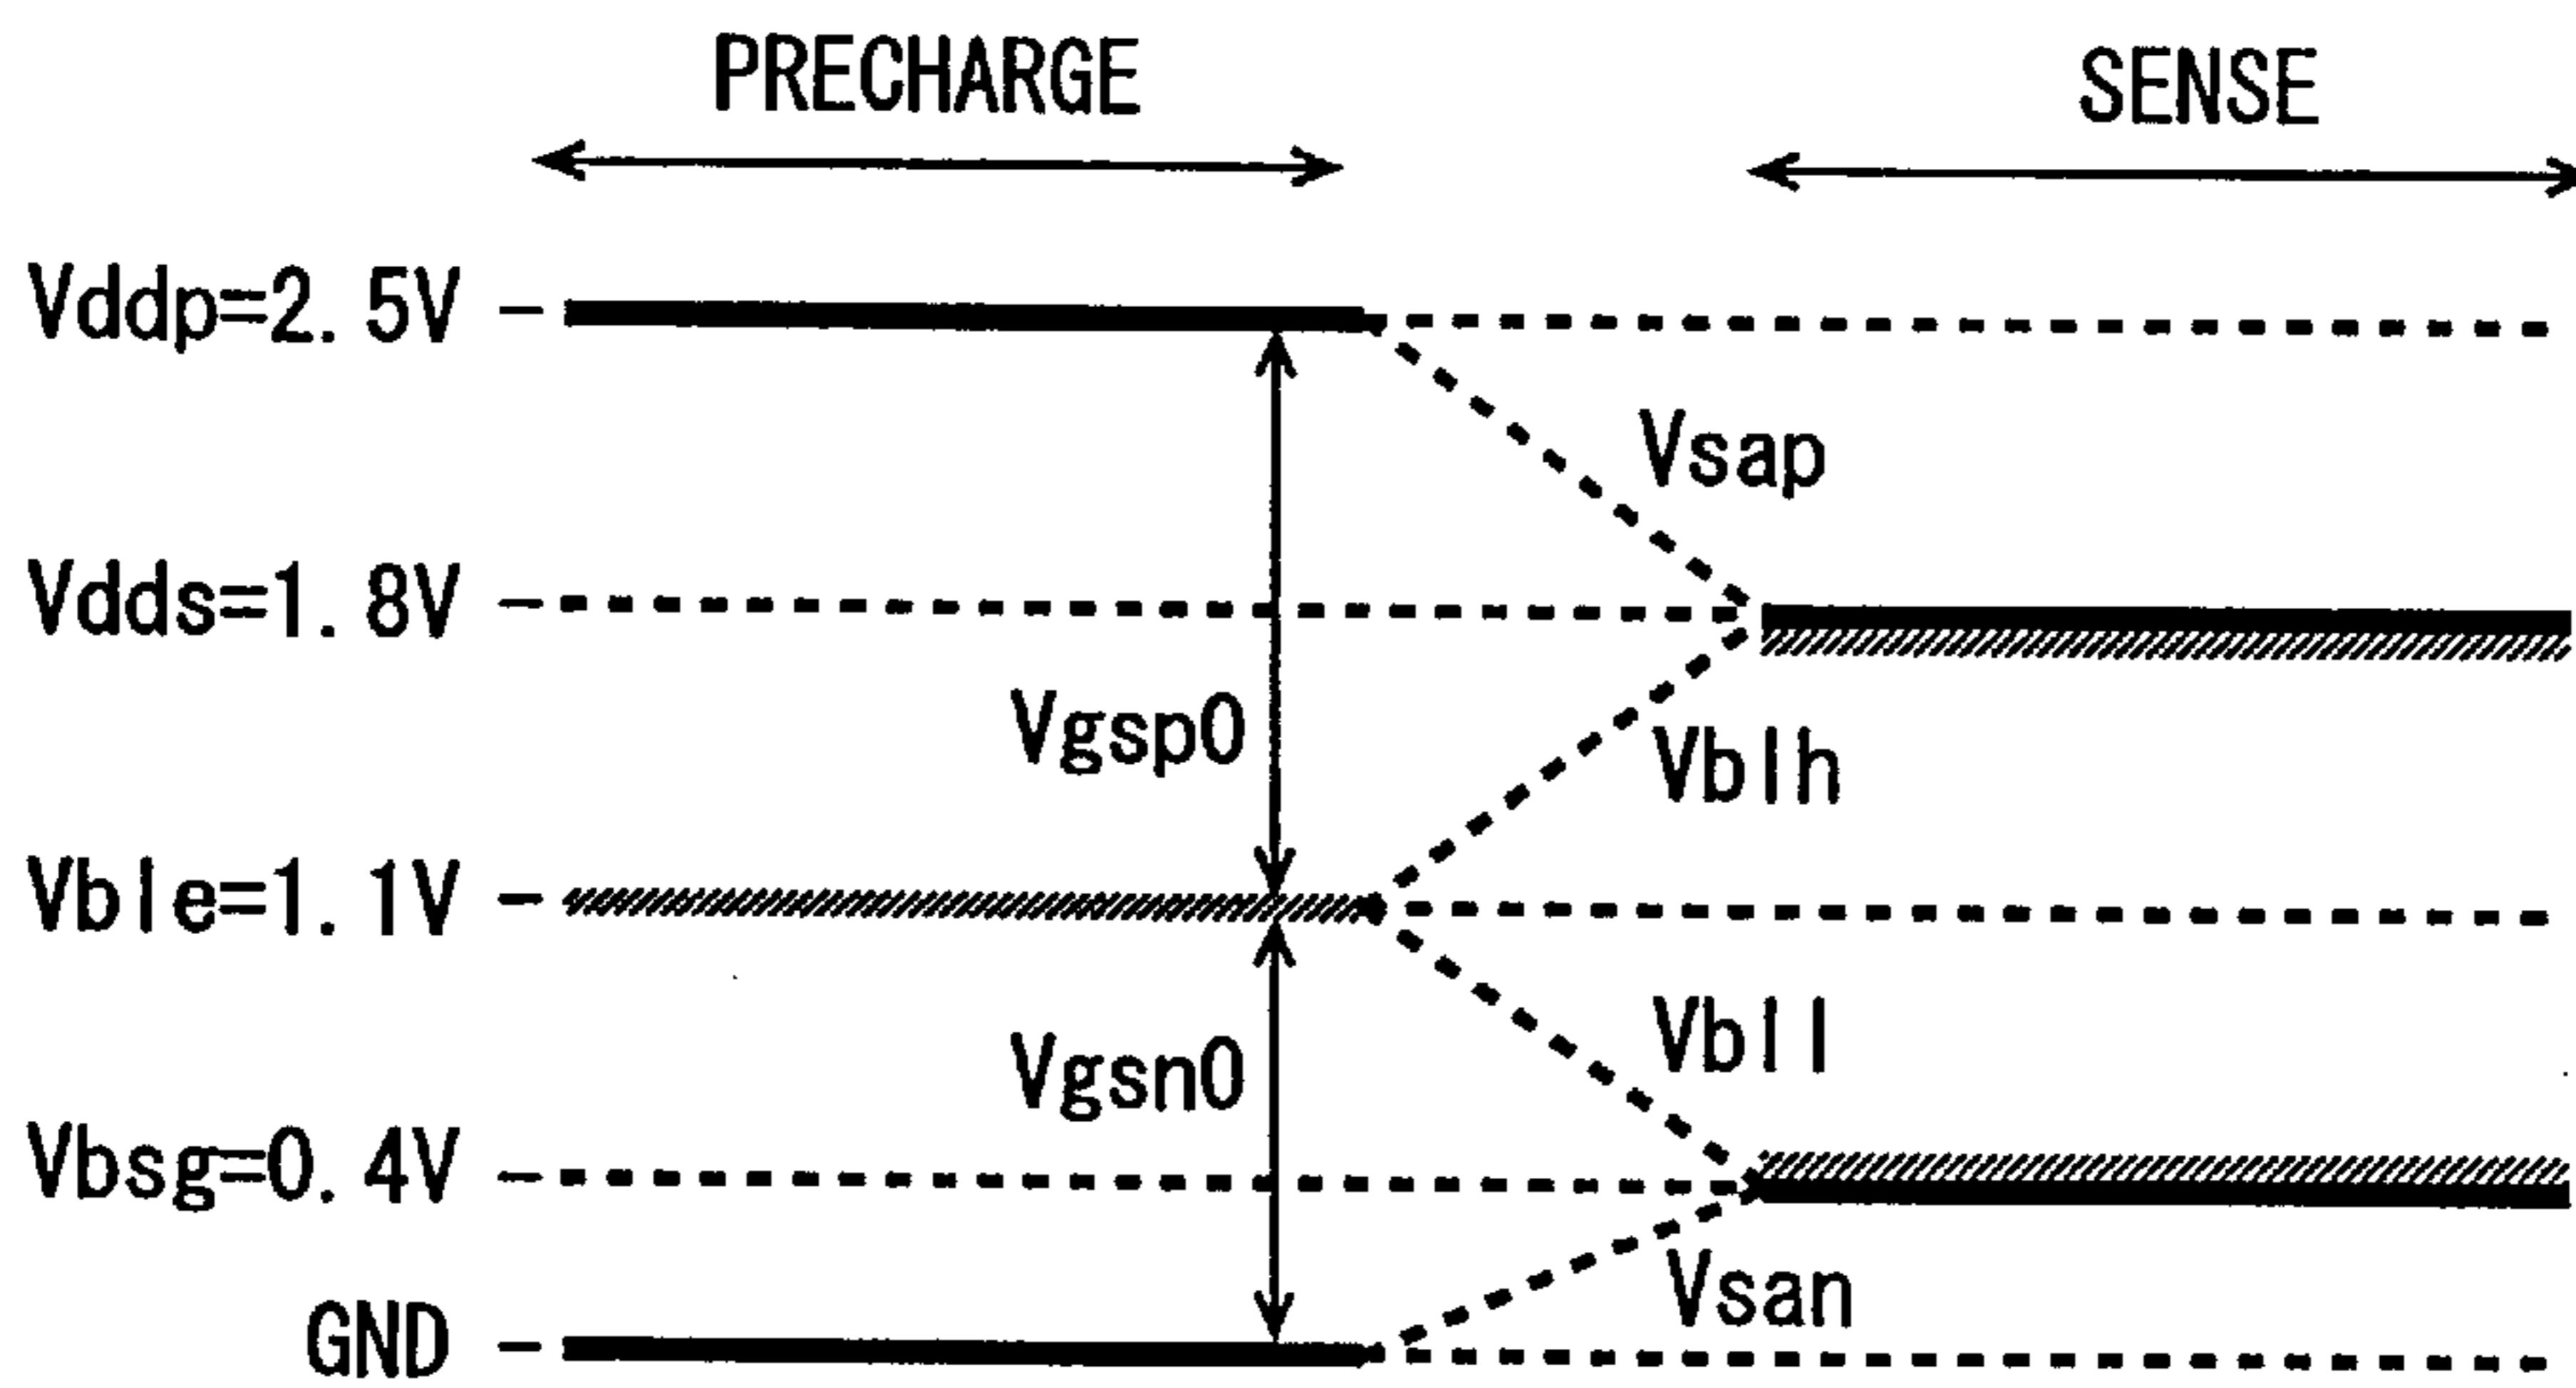 PRECHARGE
SENSE
Vddp=2.5V
Vsap
Vdds=1.8V
Vgsp0
Vblh
Vble=1.1V
Vbll
Vgsn0
Vbsg=0.4V
Vsan
GND